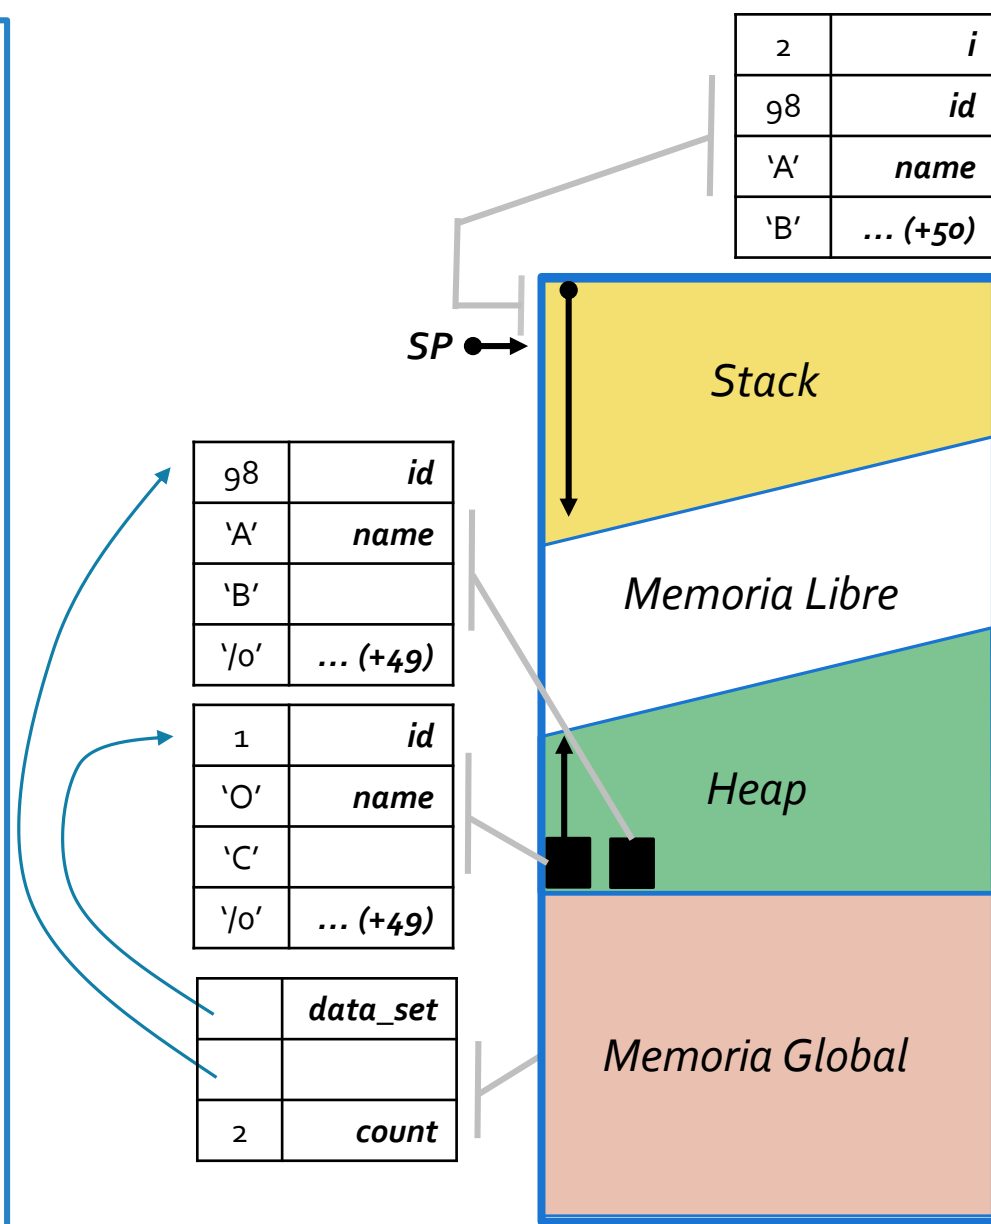 2 i
98 id
‘A’ name
‘B’ ... (+50)
SP
Stack
98 id
‘A’ name
‘B’
‘/0’ ... (+49)
Memoria Libre
1 id
‘O’ name
‘C’
‘/0’ ... (+49)
Heap
data_set
2 count
Memoria Global